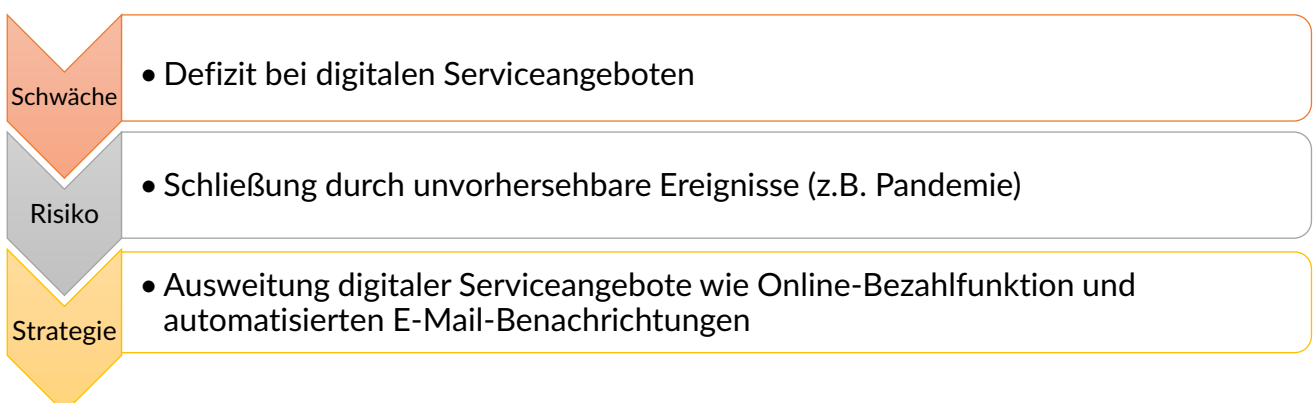 Schwäche
• Defizit bei digitalen Serviceangeboten
Risiko
• Schließung durch unvorhersehbare Ereignisse (z.B. Pandemie)
Strategie
• Ausweitung digitaler Serviceangebote wie Online-Bezahlfunktion und
automatisierten E-Mail-Benachrichtungen